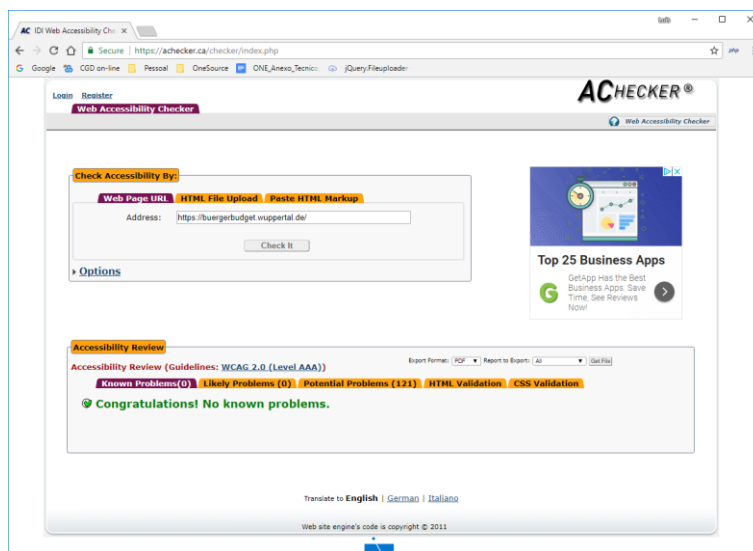 AC IDI Web Accessibility Che
Secure https://achecker.ca/checker/index.php
php
Google CGD on-line Pessoal OneSource ONE_Anexo_Tecnico jQuery.Fileuploader
Login Register
ACHECKER®
Web Accessibility Checker
Web Accessibility Checker
Check Accessibility By:
Web Page URL HTML File Upload Paste HTML Markup
Address: https://buergerbudget.wuppertal.de/
Check It
Options
Top 25 Business Apps
GetApp Has the Best
Business Apps. Save
Time, See Reviews
Now!
Accessibility Review
Export Format: PDF Report to Export: All Get File
Accessibility Review (Guidelines: WCAG 2.0 (Level AAA))
Known Problems(0) Likely Problems (0) Potential Problems (121) HTML Validation CSS Validation
Congratulations! No known problems.
Translate to English | German | Italiano
Web site engine's code is copyright © 2011